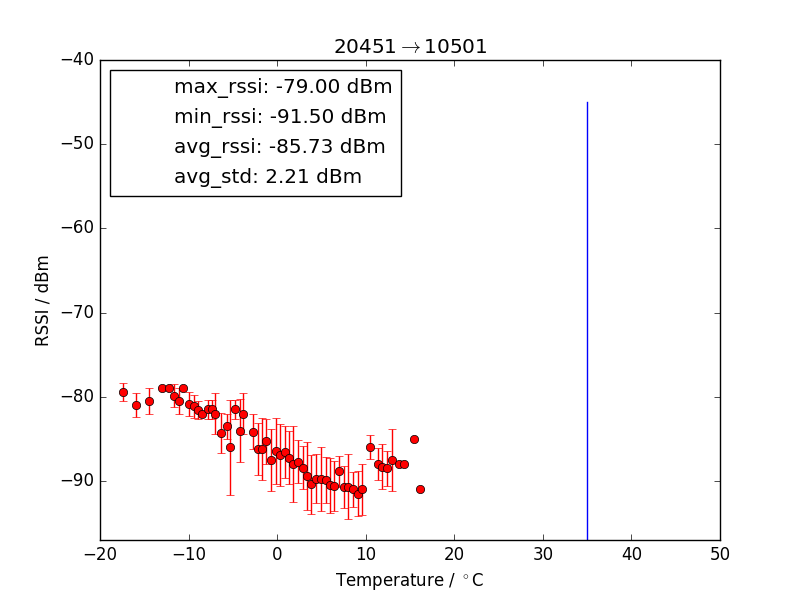 20451→10501
max_rssi: -79.00 dBm
min_rssi: -91.50 dBm
avg_rssi: -85.73 dBm
avg_std: 2.21 dBm
−40
−50
−60
−70
−80
−90
RSSI / dBm
−20 −10 0 10 20 30 40 50
Temperature / °C